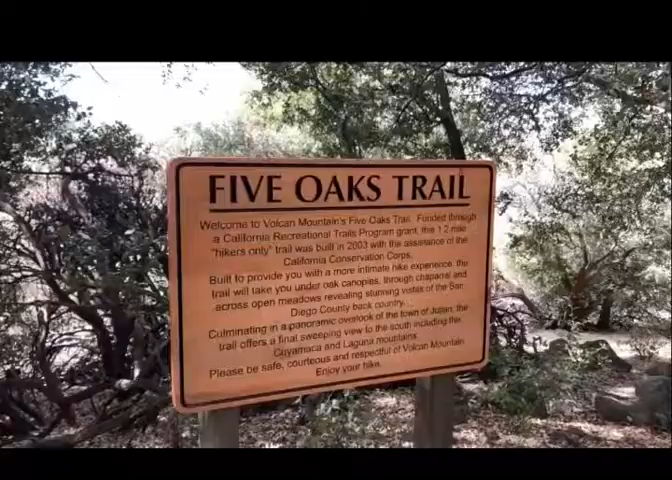 FIVE OAKS TRAIL
Welcome to Volcan Mountain's Five Oaks Trail. Funded through
a California Recreational Trails Program grant, this 1.2 mile
"hikers only" trail was built in 2003 with the assistance of the
California Conservation Corps.
Built to provide you with a more intimate hike experience, the
trail will take you under oak canopies, through chaparral and
across open meadows revealing stunning vistas of the San
Diego County back country.
Culminating in a panoramic overlook of the town of Julian, the
trail offers a final sweeping view to the south including the
Cuyamaca and Laguna mountains.
Please be safe, courteous and respectful of Volcan Mountain.
Enjoy your hike.